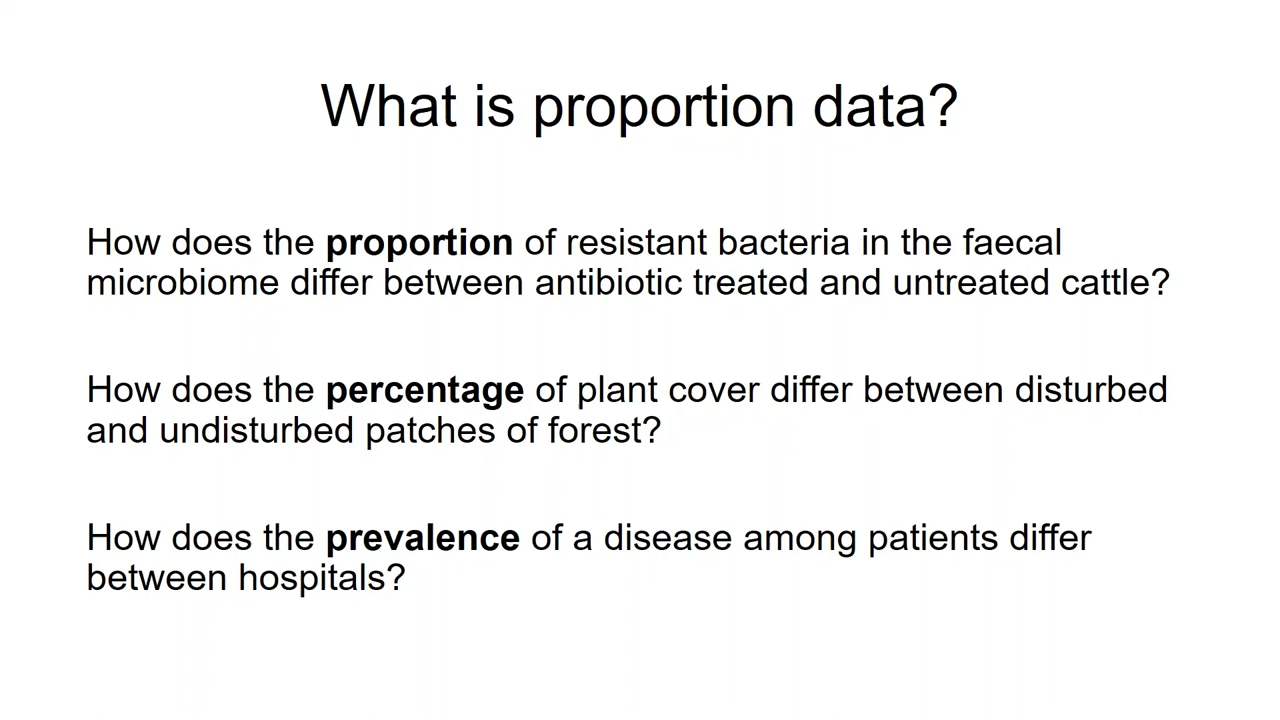 What is proportion data?
How does the proportion of resistant bacteria in the faecal
microbiome differ between antibiotic treated and untreated cattle?
How does the percentage of plant cover differ between disturbed
and undisturbed patches of forest?
How does the prevalence of a disease among patients differ
between hospitals?